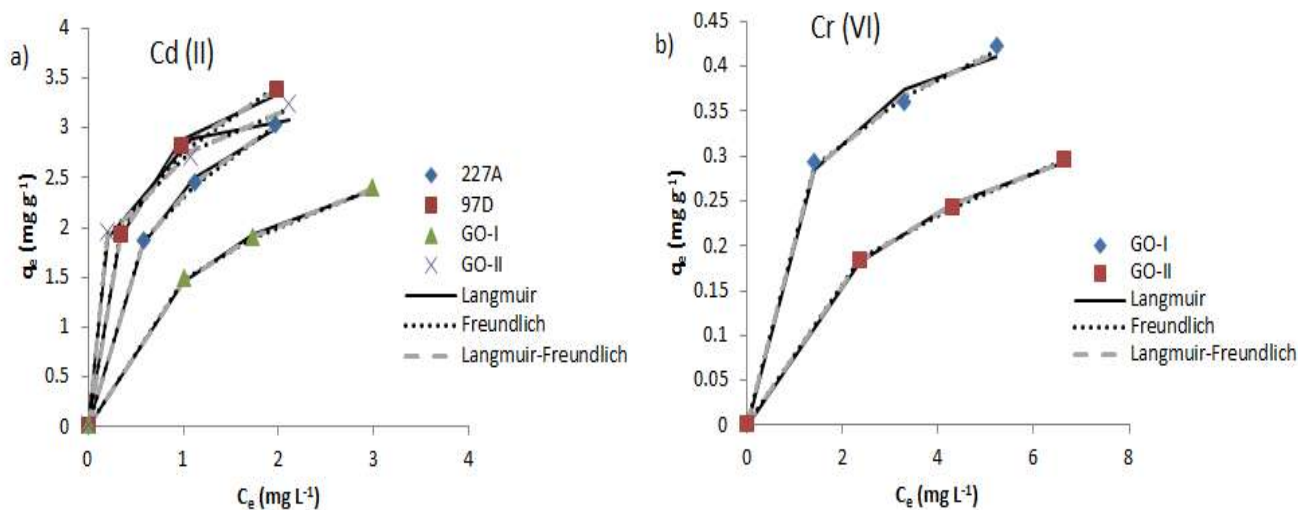 a)
Cd (II)
qₑ (mg g⁻¹)
4
3.5
3
2.5
2
1.5
1
0.5
0
0 1 2 3 4
Cₑ (mg L⁻¹)
227A
97D
GO-I
GO-II
Langmuir
Freundlich
Langmuir-Freundlich
b)
Cr (VI)
qₑ (mg g⁻¹)
0.45
0.4
0.35
0.3
0.25
0.2
0.15
0.1
0.05
0
0 2 4 6 8
Cₑ (mg L⁻¹)
GO-I
GO-II
Langmuir
Freundlich
Langmuir-Freundlich